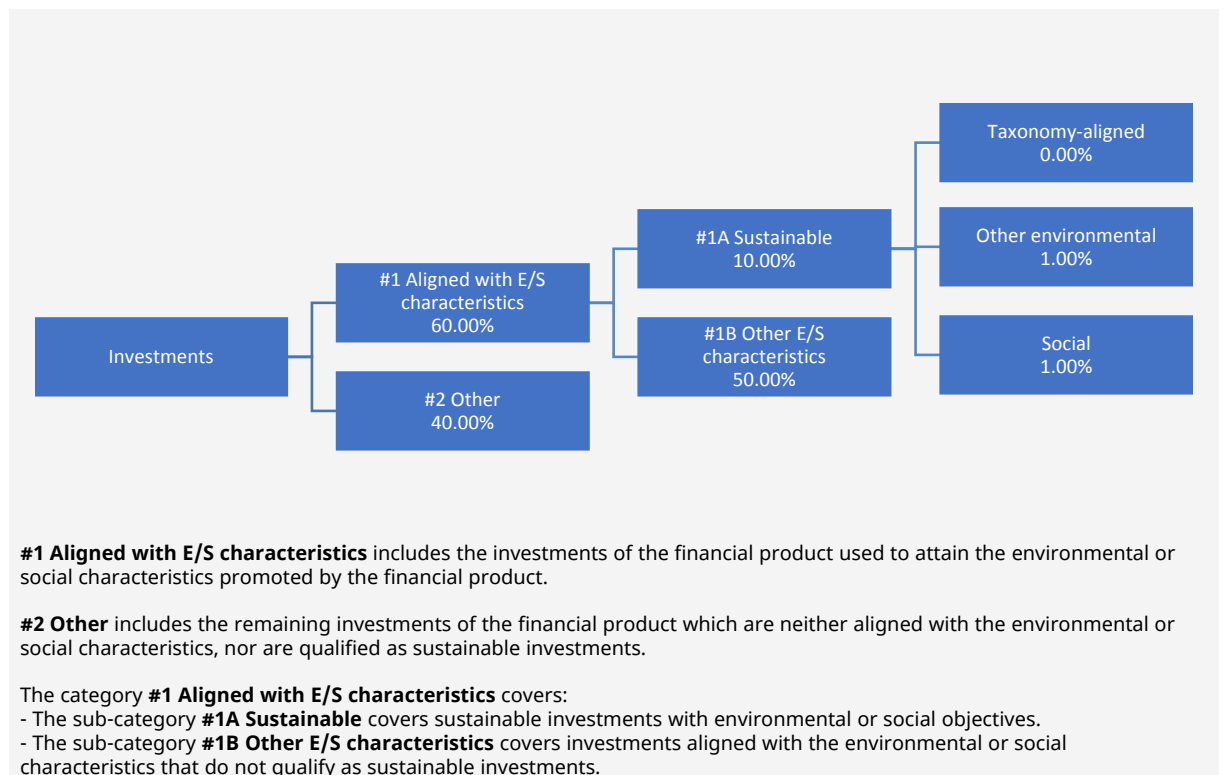 Taxonomy-aligned
0.00%
#1A Sustainable
10.00%
Other environmental
1.00%
#1 Aligned with E/S
characteristics
60.00%
Investments
#1B Other E/S
characteristics
50.00%
Social
1.00%
#2 Other
40.00%
#1 Aligned with E/S characteristics includes the investments of the financial product used to attain the environmental or
social characteristics promoted by the financial product.
#2 Other includes the remaining investments of the financial product which are neither aligned with the environmental or
social characteristics, nor are qualified as sustainable investments.
The category #1 Aligned with E/S characteristics covers:
- The sub-category #1A Sustainable covers sustainable investments with environmental or social objectives.
- The sub-category #1B Other E/S characteristics covers investments aligned with the environmental or social
characteristics that do not qualify as sustainable investments.